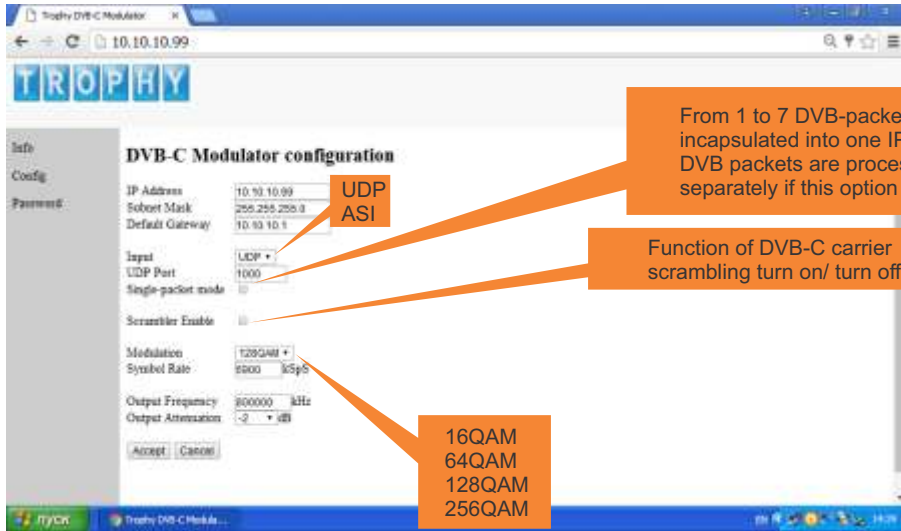 Trophy DVB-C Modulator
10.10.10.99
TROPHY
Info
Config
Password
DVB-C Modulator configuration
IP Address 10.10.10.99
Subnet Mask 255.255.255.0
Default Gateway 10.10.10.1
Input UDP
UDP Port 1000
Single-packet mode
Scrambler Enable
Modulation 128QAM
Symbol Rate 6900 kSpS
Output Frequency 800000 kHz
Output Attenuation -2 dB
Accept Cancel
UDP
ASI
From 1 to 7 DVB-packe
incapsulated into one IP
DVB packets are proces
separately if this option
Function of DVB-C carrier
scrambling turn on/ turn off
16QAM
64QAM
128QAM
256QAM
пуск
Trophy DVB-C Modula...